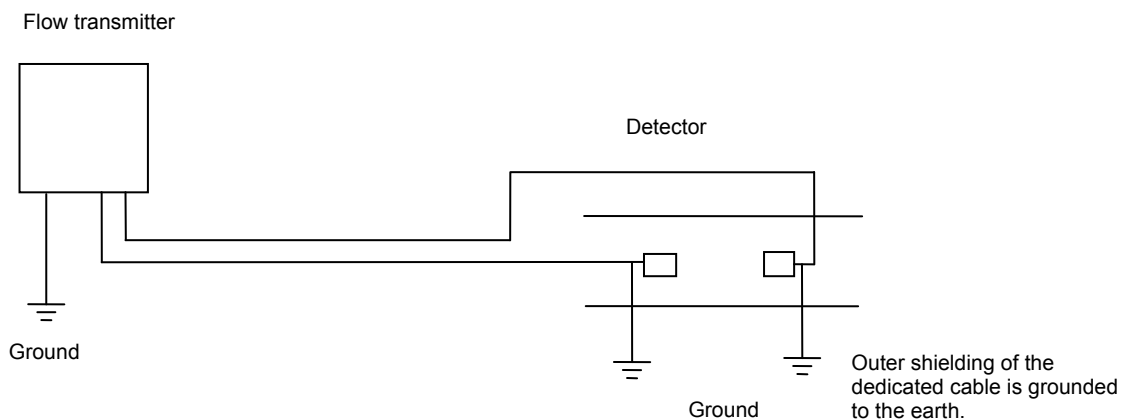 Flow transmitter
Detector
Ground
Ground
Outer shielding of the
dedicated cable is grounded
to the earth.